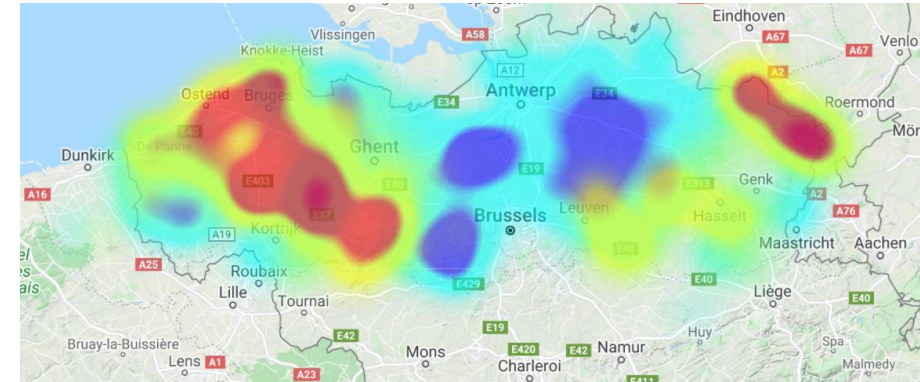 Eindhoven
Vlissingen
A58
A67
Venlo
A67
Knokke-Heist
A12
A2
Ostend
Bruges
E34
Antwerp
E34
Roermond
E40
De Panne
Ghent
Dunkirk
E19
E403
E40
E313
Genk
A16
E17
Brussels
Leuven
Hasselt
A2
A76
A19
Kortrijk
E40
Maastricht
Aachen
A25
Roubaix
E429
E40
Lille
Tournai
Liège
E40
E42
E19
Huy
Bruay-la-Buissière
Mons
E420
E42
Namur
Spa
Lens
A1
Charleroi
Malmedy
A23
E411